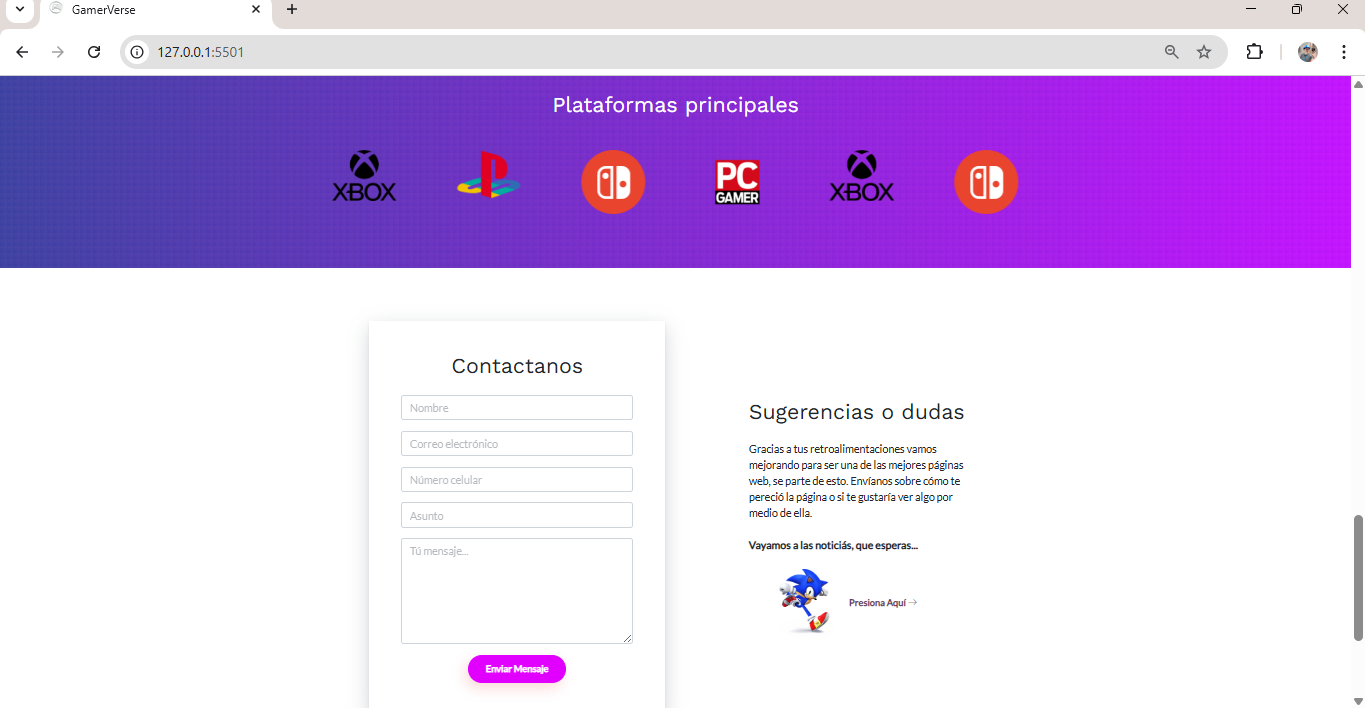 GamerVerse
127.0.0.1:5501
Plataformas principales
XBOX
PC
GAMER
XBOX
Contactanos
Nombre
Correo electrónico
Número celular
Asunto
Tú mensaje...
Enviar Mensaje
Sugerencias o dudas
Gracias a tus retroalimentaciones vamos
mejorando para ser una de las mejores páginas
web, se parte de esto. Envíanos sobre cómo te
pereció la página o si te gustaría ver algo por
medio de ella.
Vayamos a las noticiás, que esperas...
Presiona Aquí →